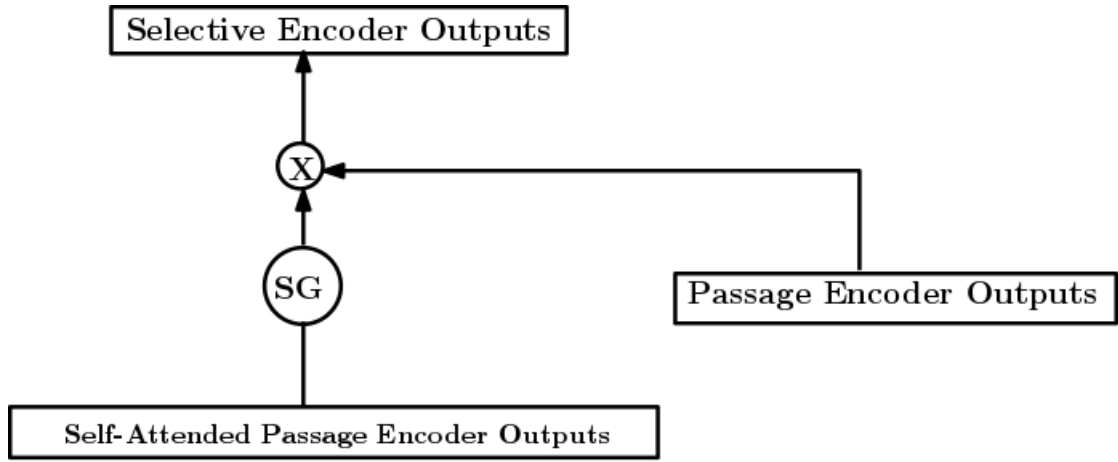 Selective Encoder Outputs
X
SG
Passage Encoder Outputs
Self-Attended Passage Encoder Outputs